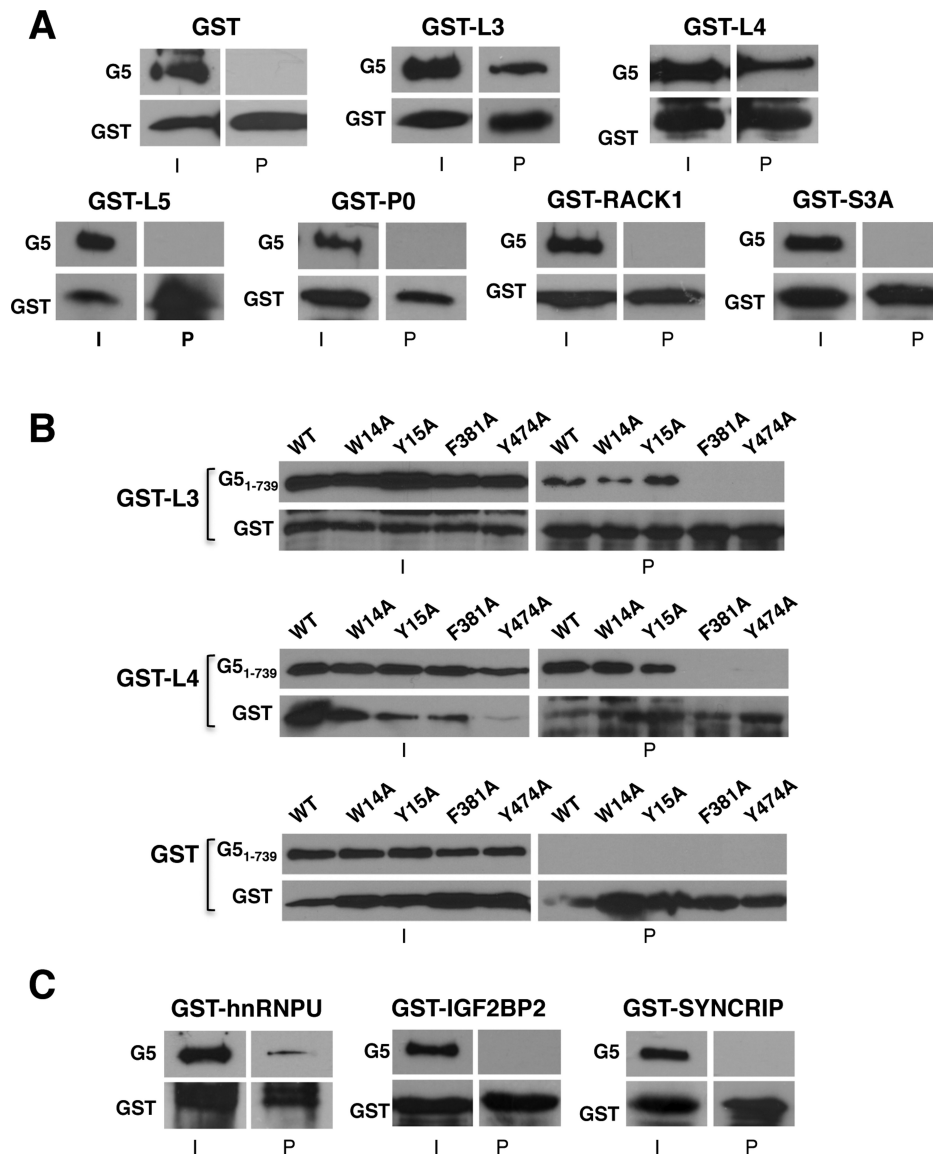 A
GST GST-L3 GST-L4
G5 G5 G5
GST GST GST
I P I P I P
GST-L5 GST-P0 GST-RACK1 GST-S3A
G5 G5 G5 G5
GST GST GST GST
I P I P I P I P
B
WT W14A Y15A F381A Y474A WT W14A Y15A F381A Y474A
GST-L3 G5₁₋₇₃₉
GST
I P
WT W14A Y15A F381A Y474A WT W14A Y15A F381A Y474A
GST-L4 G5₁₋₇₃₉
GST
I P
WT W14A Y15A F381A Y474A WT W14A Y15A F381A Y474A
GST G5₁₋₇₃₉
GST
I P
C
GST-hnRNPU GST-IGF2BP2 GST-SYNCRIP
G5 G5 G5
GST GST GST
I P I P I P